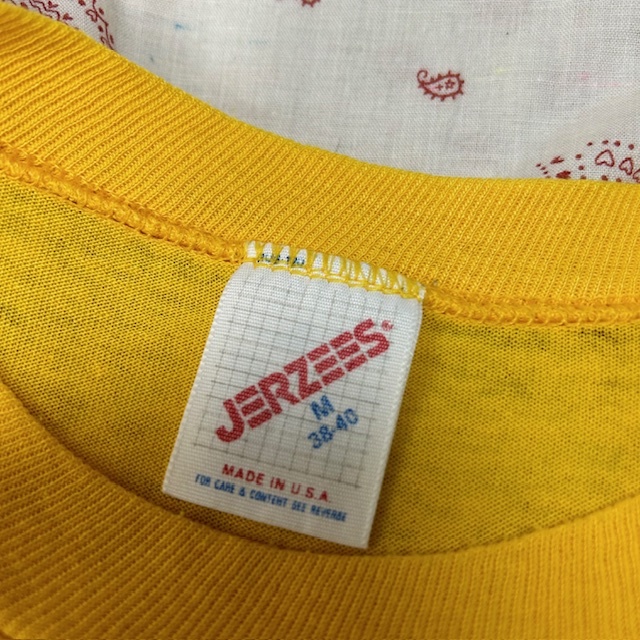 JERZEES®
M
38-40
MADE IN U.S.A.
FOR CARE & CONTENT SEE REVERSE